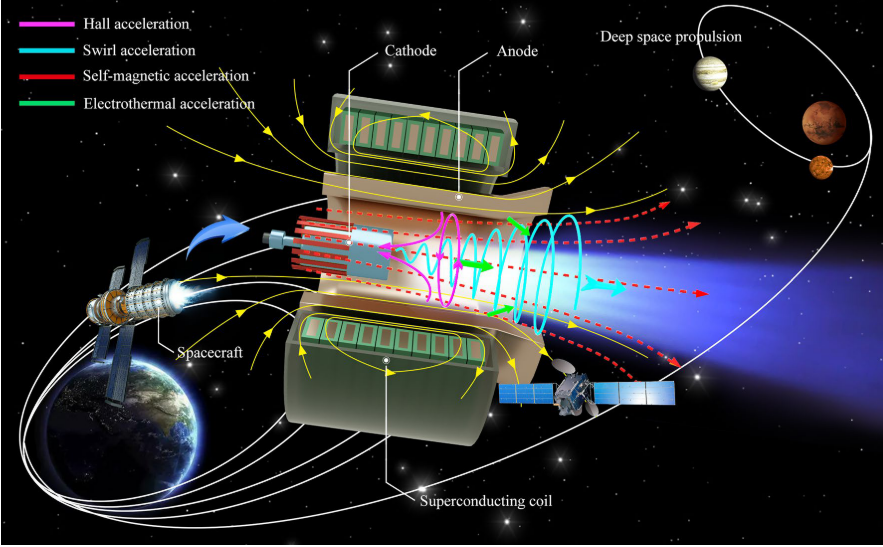 Hall acceleration
Swirl acceleration
Self-magnetic acceleration
Electrothermal acceleration
Cathode
Anode
Deep space propulsion
Spacecraft
Superconducting coil